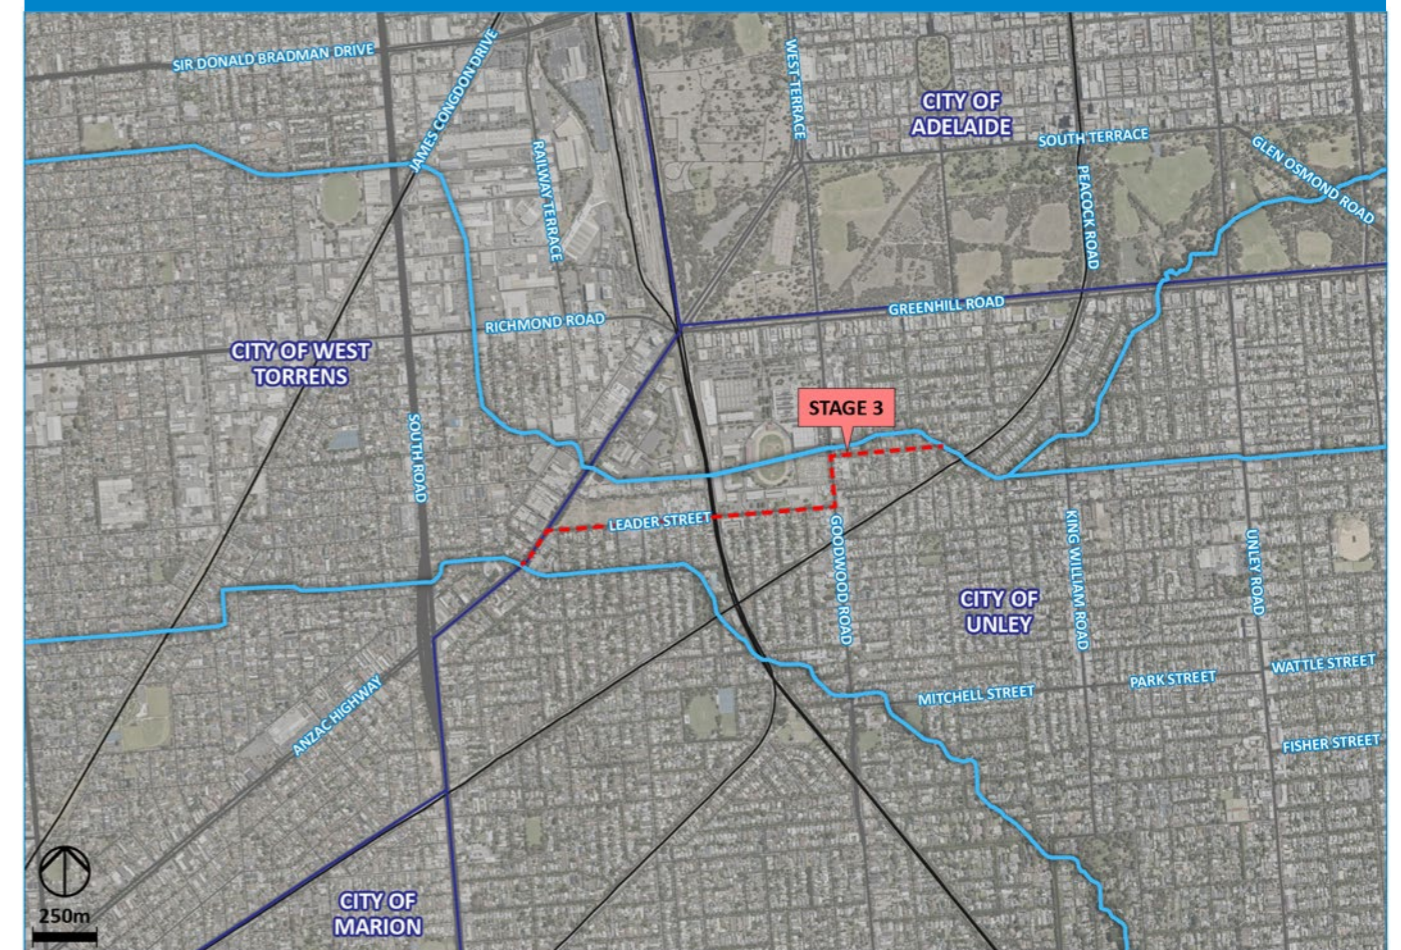 SIR DONALD BRADMAN DRIVE
JAMES CONGDON DRIVE
WEST TERRACE
CITY OF
ADELAIDE
SOUTH TERRACE
GLEN OSMOND ROAD
RAILWAY TERRACE
PEACOCK ROAD
GREENHILL ROAD
RICHMOND ROAD
CITY OF WEST
TORRENS
STAGE 3
SOUTH ROAD
LEADER STREET
GOODWOOD ROAD
KING WILLIAM ROAD
UNLEY ROAD
CITY OF
UNLEY
WATTLE STREET
PARK STREET
MITCHELL STREET
ANZAC HIGHWAY
FISHER STREET
250m
CITY OF
MARION